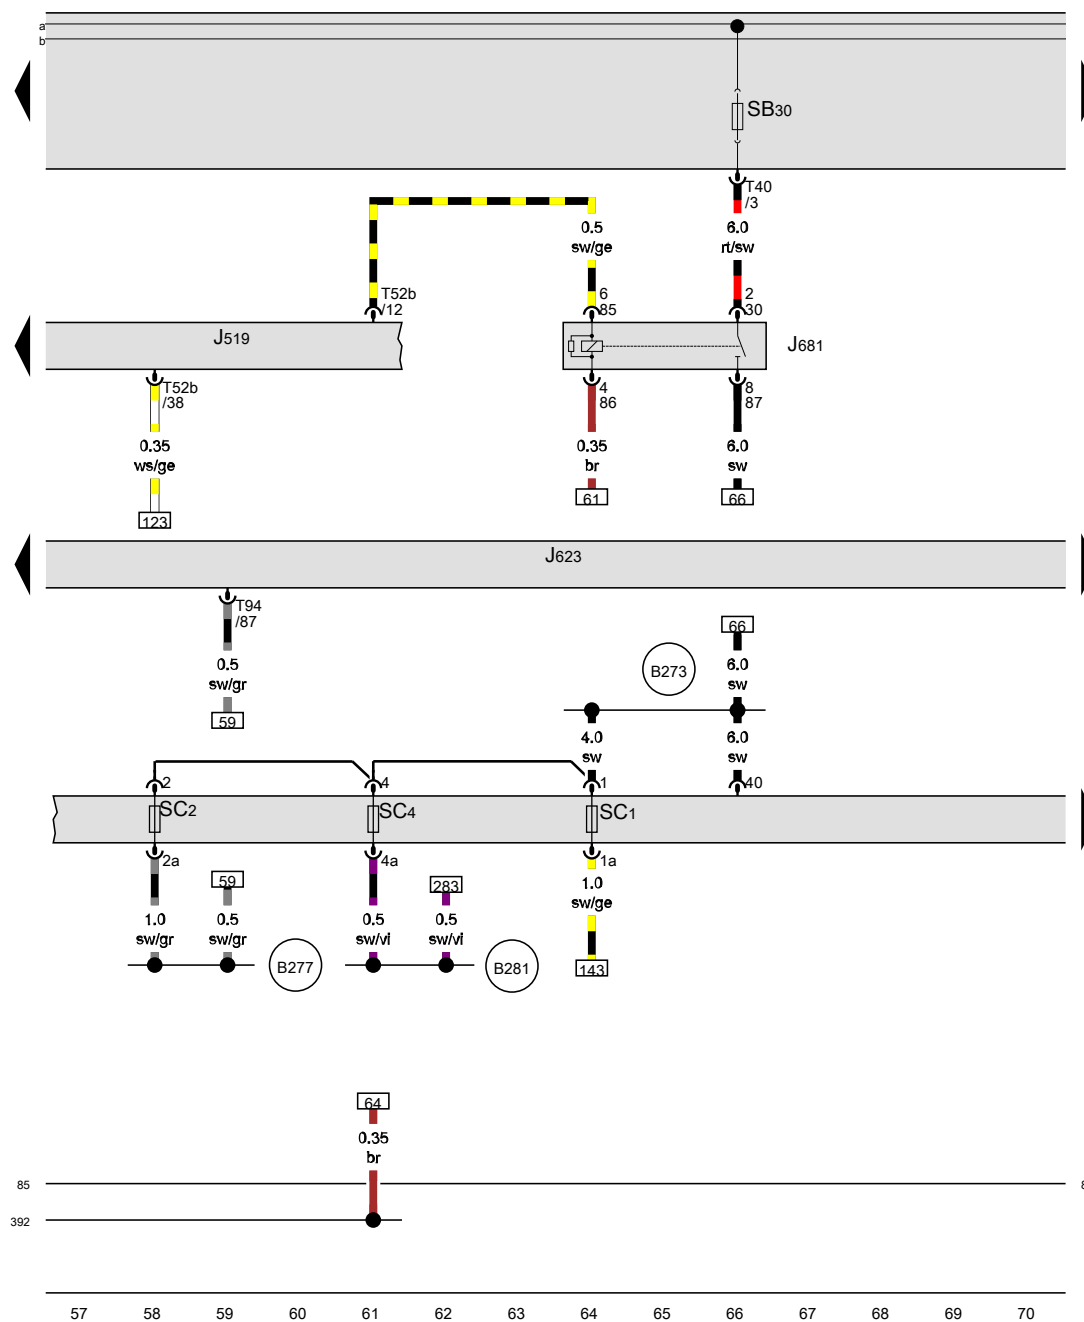 a
b
SB30
T40
/3
0.5
sw/ge
6.0
rt/sw
T52b
/12
6
85
2
30
J519
J681
T52b
/38
4
86
8
87
0.35
ws/ge
0.35
br
6.0
sw
123
61
66
J623
T94
/87
66
0.5
sw/gr
B273
6.0
sw
59
4.0
sw
6.0
sw
2
4
1
40
SC2
SC4
SC1
2a
4a
1a
59
283
1.0
sw/gr
0.5
sw/gr
0.5
sw/vi
0.5
sw/vi
1.0
sw/ge
B277
B281
143
64
0.35
br
85
8
392
57 58 59 60 61 62 63 64 65 66 67 68 69 70